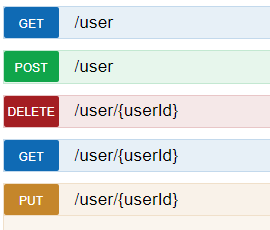 GET /user
POST /user
DELETE /user/{userId}
GET /user/{userId}
PUT /user/{userId}